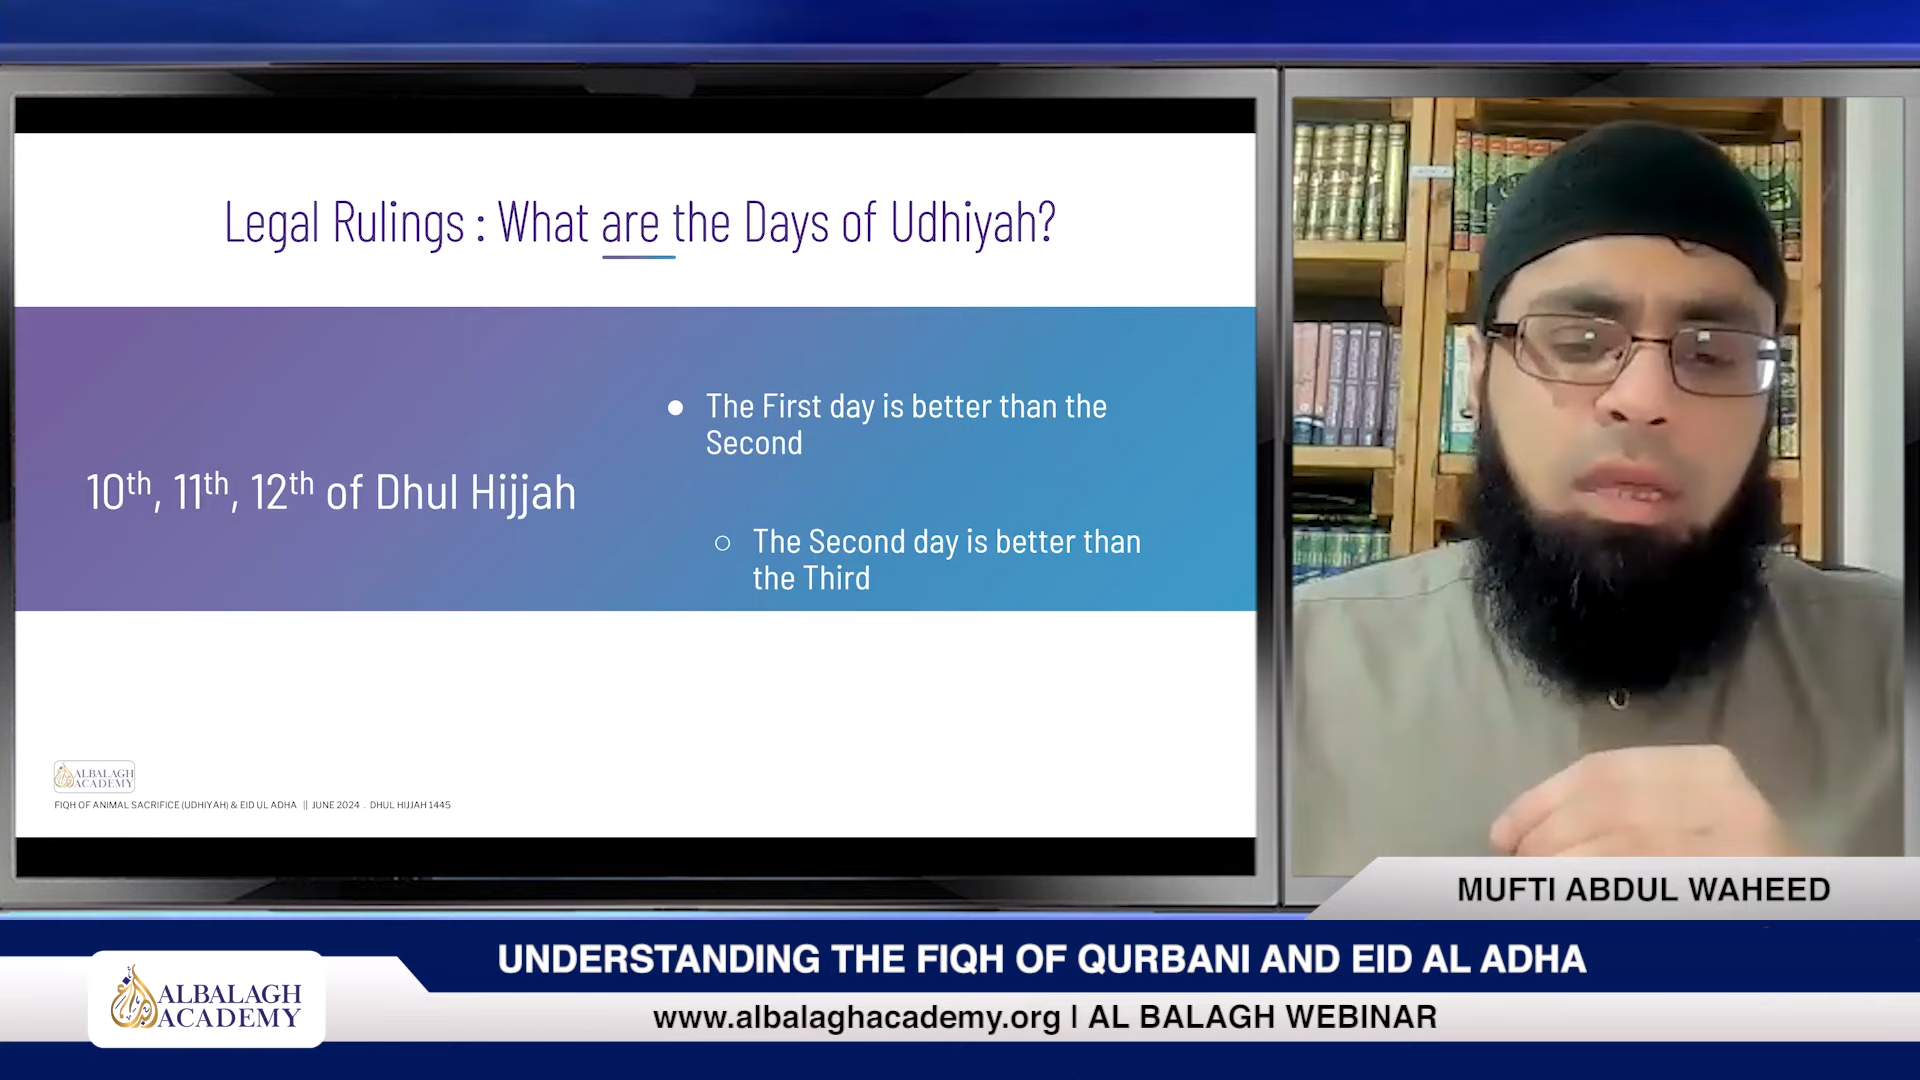 Legal Rulings : What are the Days of Udhiyah?
10th, 11th, 12th of Dhul Hijjah
● The First day is better than the
Second
○ The Second day is better than
the Third
ALBALAGH
ACADEMY
FIQH OF ANIMAL SACRIFICE (UDHIYAH) & EID UL ADHA || JUNE 2024 . DHUL HIJJAH 1445
MUFTI ABDUL WAHEED
UNDERSTANDING THE FIQH OF QURBANI AND EID AL ADHA
ALBALAGH
ACADEMY
www.albalaghacademy.org | AL BALAGH WEBINAR